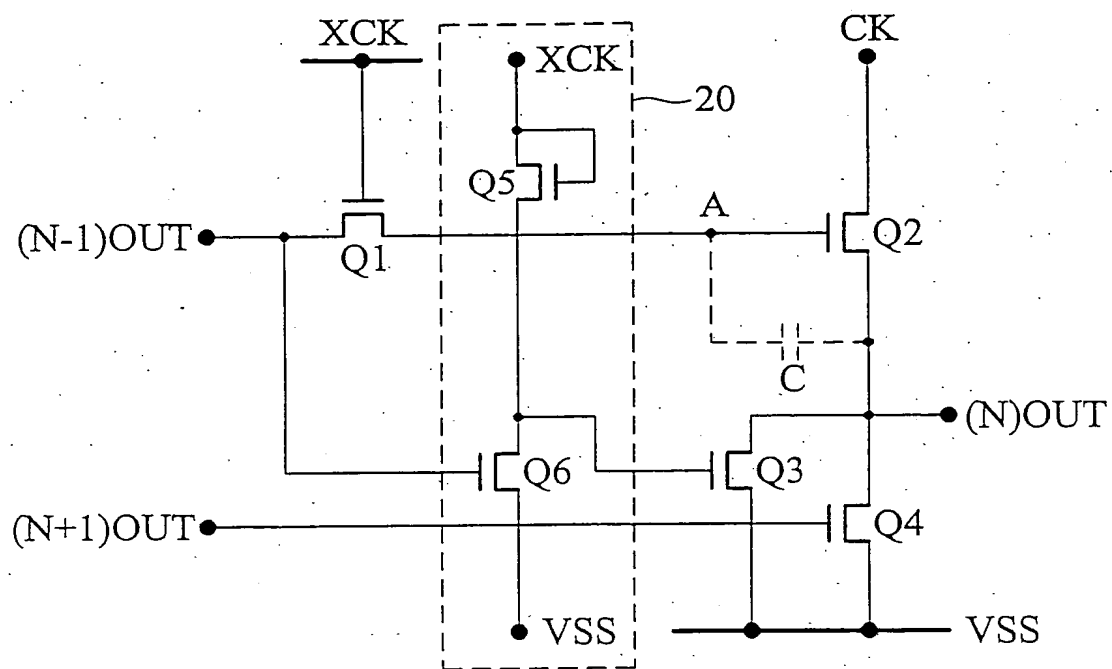 XCK
CK
XCK
20
Q5
A
(N-1)OUT
Q1
Q2
C
(N)OUT
Q6
Q3
(N+1)OUT
Q4
VSS
VSS